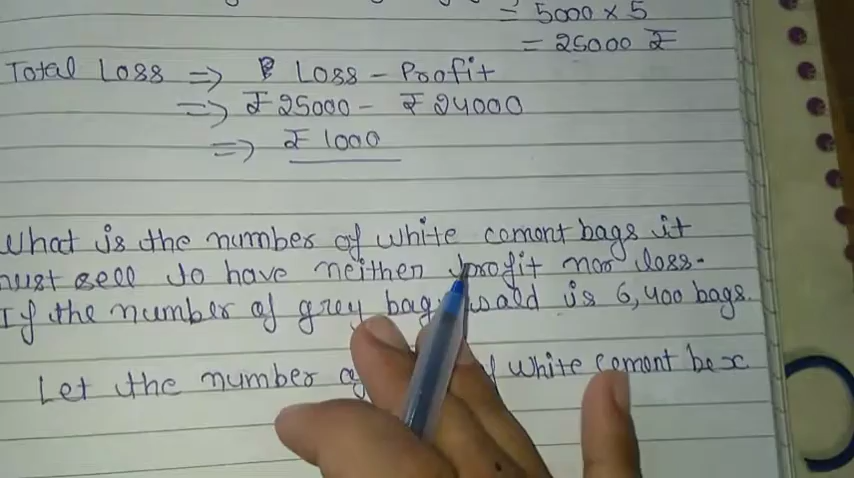 = 5000 × 5
= 25000 ₹
Total Loss => Loss - Profit
=> ₹ 25000 - ₹ 24000
=> ₹ 1000
What is the number of white cement bags it
must sell to have neither profit nor loss.
If the number of grey bags sold is 6,400 bags.
Let the number of white cement be x